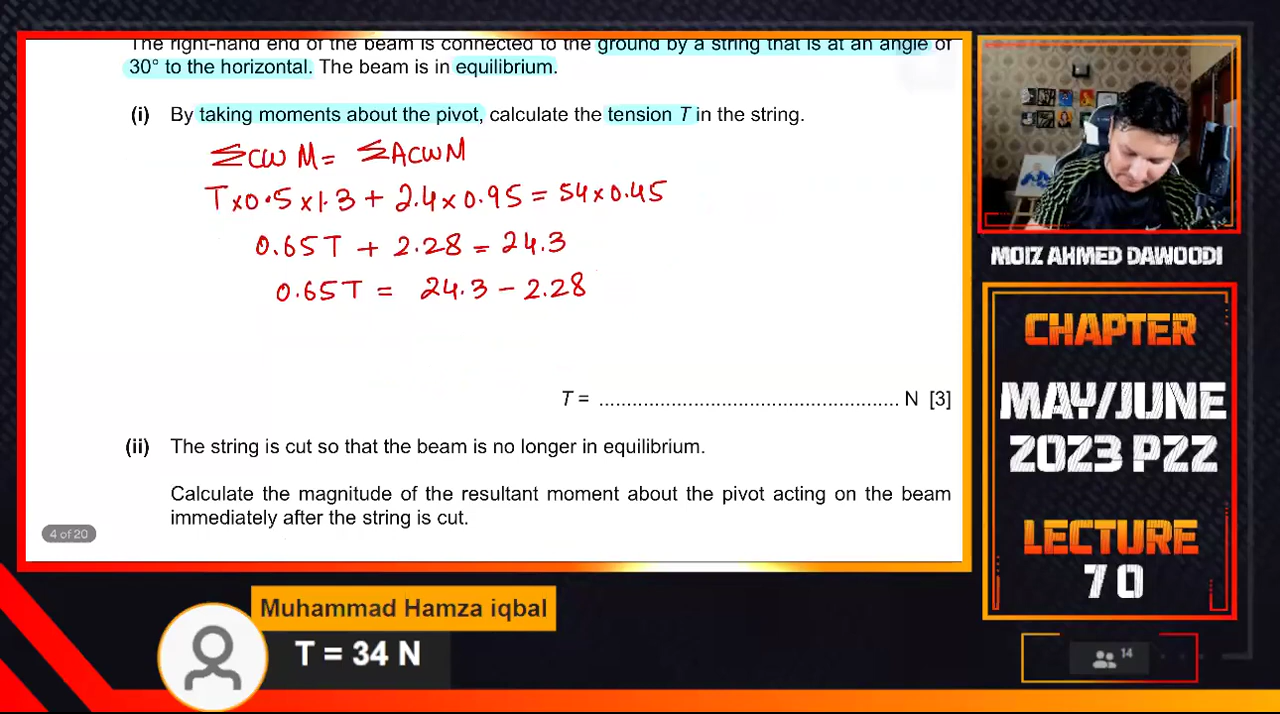 The right-hand end of the beam is connected to the ground by a string that is at an angle of
30° to the horizontal. The beam is in equilibrium.
(i) By taking moments about the pivot, calculate the tension T in the string.
ΣCW M = ΣACWM
T×0.5×1.3 + 2.4×0.95 = 54×0.45
0.65T + 2.28 = 24.3
0.65T = 24.3 - 2.28
T = ...................................................... N [3]
(ii) The string is cut so that the beam is no longer in equilibrium.
Calculate the magnitude of the resultant moment about the pivot acting on the beam
immediately after the string is cut.
4 of 20
MOIZ AHMED DAWOODI
CHAPTER
MAY/JUNE
2023 P22
LECTURE
70
Muhammad Hamza iqbal
T = 34 N
14